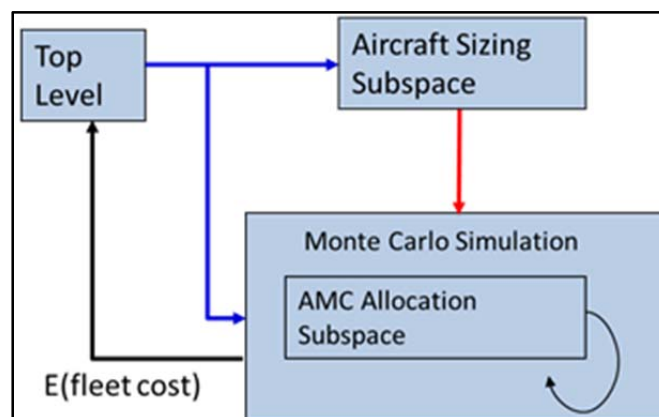 Top
Level
Aircraft Sizing
Subspace
Monte Carlo Simulation
AMC Allocation
Subspace
E(fleet cost)